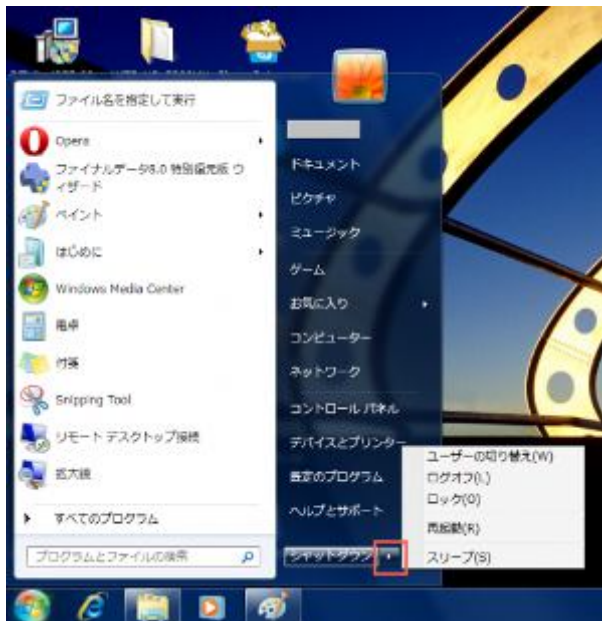 ファイル名を指定して実行
Opera
ファイナルデータ8.0 特別復元版 ウ
ィザード
ペイント
はじめに
Windows Media Center
電卓
付箋
Snipping Tool
リモート デスクトップ接続
拡大鏡
すべてのプログラム
プログラムとファイルの検索
ドキュメント
ピクチャ
ミュージック
ゲーム
お気に入り
コンピューター
ネットワーク
コントロール パネル
デバイスとプリンター
既定のプログラム
ヘルプとサポート
シャットダウン
ユーザーの切り替え(W)
ログオフ(L)
ロック(O)
再起動(R)
スリープ(S)